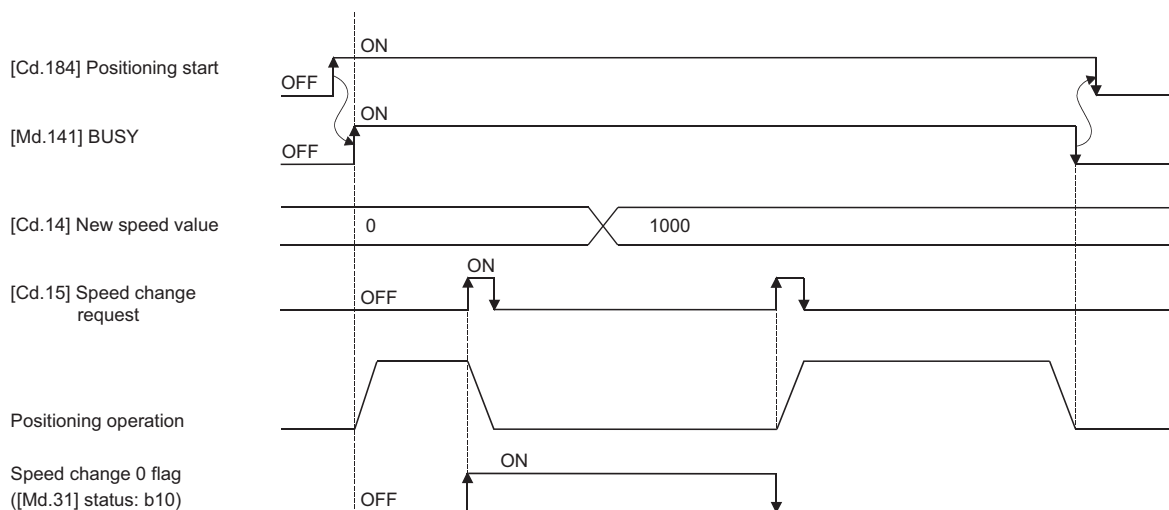 ON
[Cd.184] Positioning start
OFF
ON
[Md.141] BUSY
OFF
[Cd.14] New speed value
0
1000
ON
[Cd.15] Speed change
request
OFF
Positioning operation
Speed change 0 flag
([Md.31] status: b10)
ON
OFF